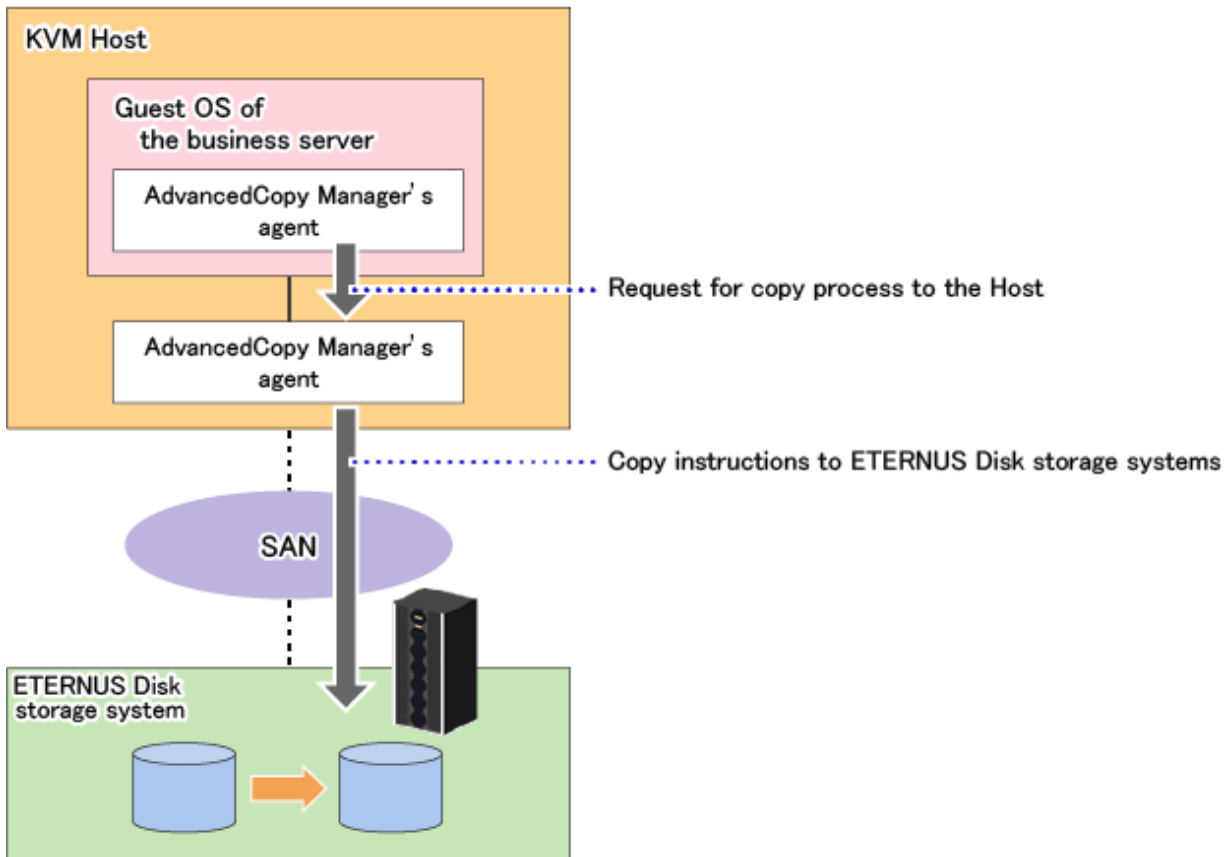 KVM Host
Guest OS of
the business server
AdvancedCopy Manager's
agent
Request for copy process to the Host
AdvancedCopy Manager's
agent
Copy instructions to ETERNUS Disk storage systems
SAN
ETERNUS Disk
storage system